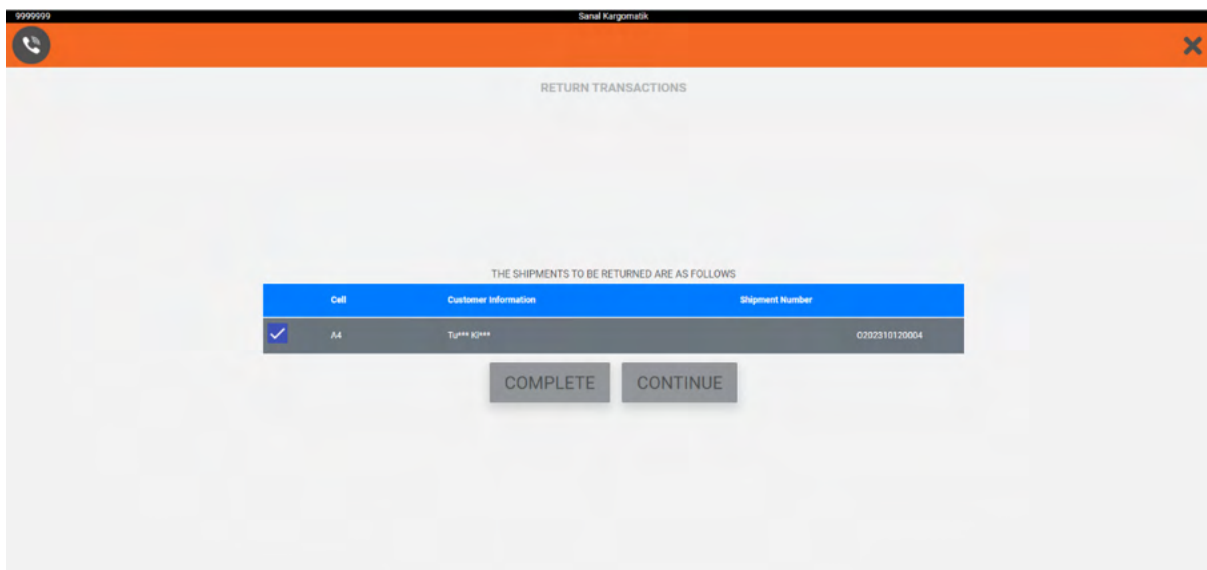 9999999 Sanal Kargomatik
RETURN TRANSACTIONS
THE SHIPMENTS TO BE RETURNED ARE AS FOLLOWS
Cell Customer Information Shipment Number
A4 Tu*** Kl*** O202310120004
COMPLETE CONTINUE